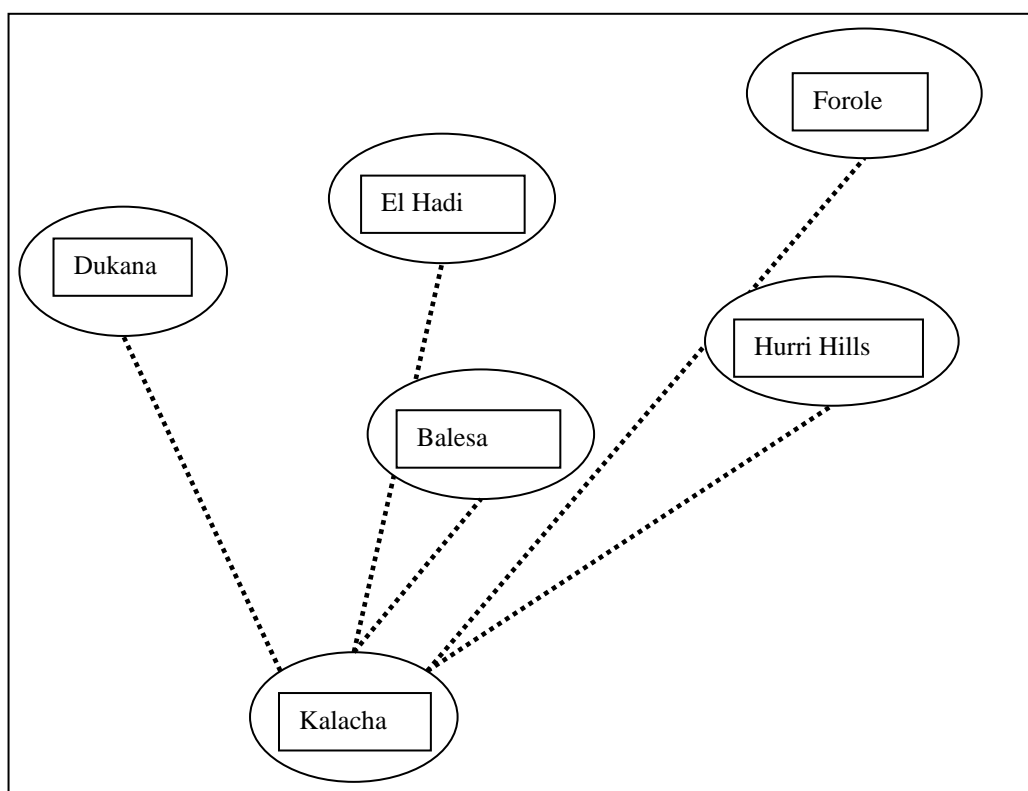 Forole
El Hadi
Dukana
Hurri Hills
Balesa
Kalacha